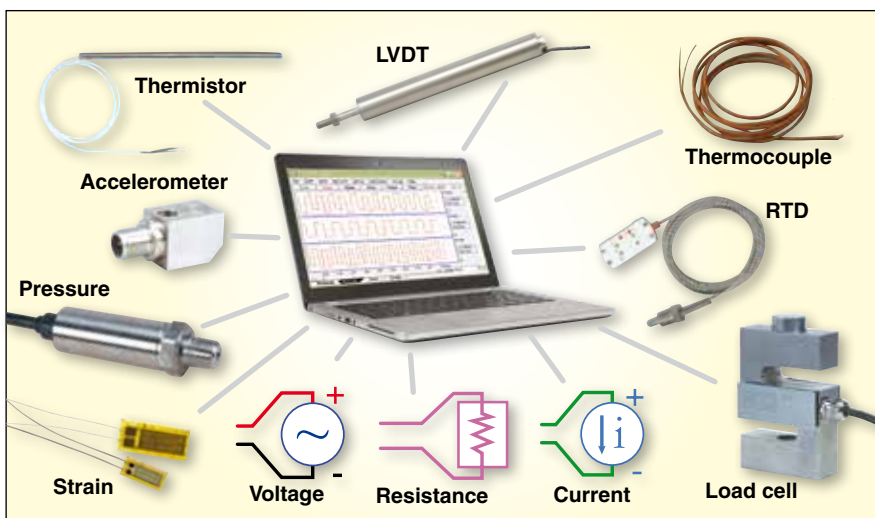 LVDT
Thermistor
Thermocouple
Accelerometer
RTD
Pressure
+
+
i
-
-
Strain
Voltage
Resistance
Current
Load cell